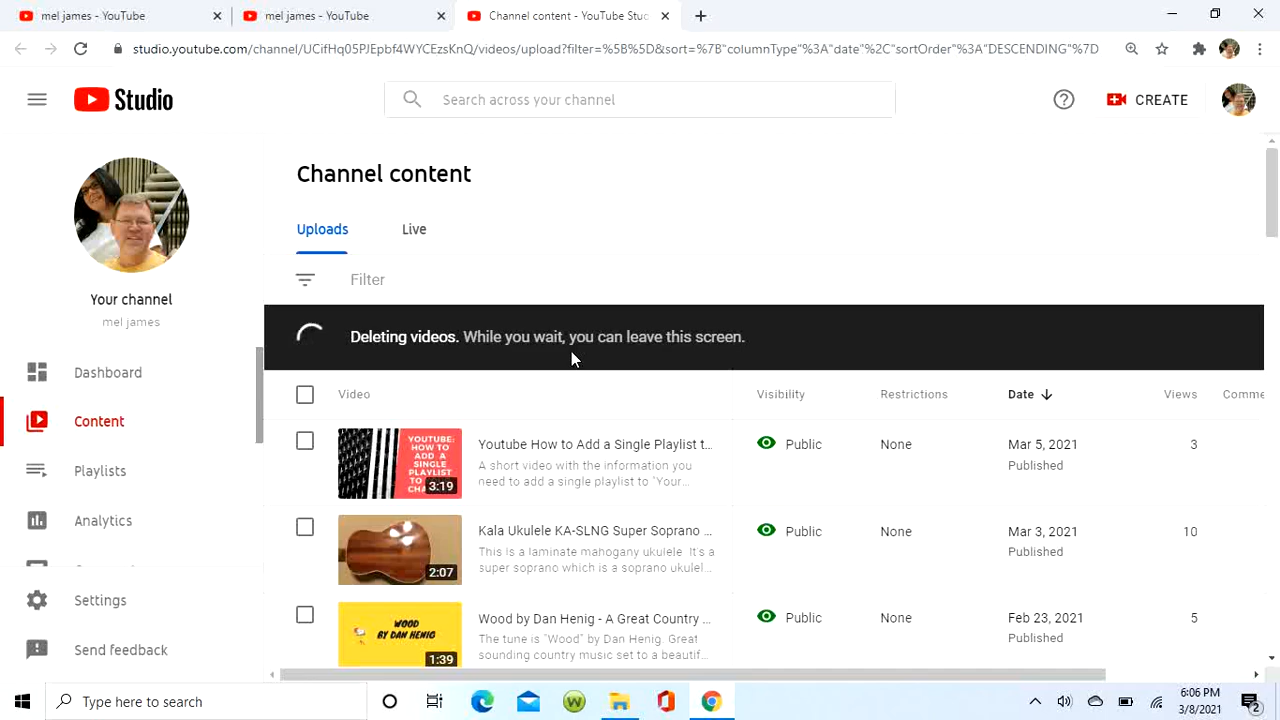 mel james - YouTube
mel james - YouTube
Channel content - YouTube Stud
studio.youtube.com/channel/UCifHq05PJEpbf4WYCEzsKnQ/videos/upload?filter=%5B%5D&sort=%7B"columnType"%3A"date"%2C"sortOrder"%3A"DESCENDING"%7D
Studio
Search across your channel
CREATE
Your channel
mel james
Dashboard
Content
Playlists
Analytics
Settings
Send feedback
Channel content
Uploads
Live
Filter
Deleting videos. While you wait, you can leave this screen.
Video
Visibility
Restrictions
Date
Views
Comme
YOUTUBE:
HOW TO
ADD A
SINGLE
PLAYLIST
TO
CHA
3:19
Youtube How to Add a Single Playlist t...
A short video with the information you
need to add a single playlist to "Your...
Public
None
Mar 5, 2021
Published
3
2:07
Kala Ukulele KA-SLNG Super Soprano ...
This is a laminate mahogany ukulele. It's a
super soprano which is a soprano ukulel...
Public
None
Mar 3, 2021
Published
10
WOOD
BY DAN HENIG
1:39
Wood by Dan Henig - A Great Country ...
The tune is "Wood" by Dan Henig. Great
sounding country music set to a beautif...
Public
None
Feb 23, 2021
Published
5
Type here to search
6:06 PM
3/8/2021
2